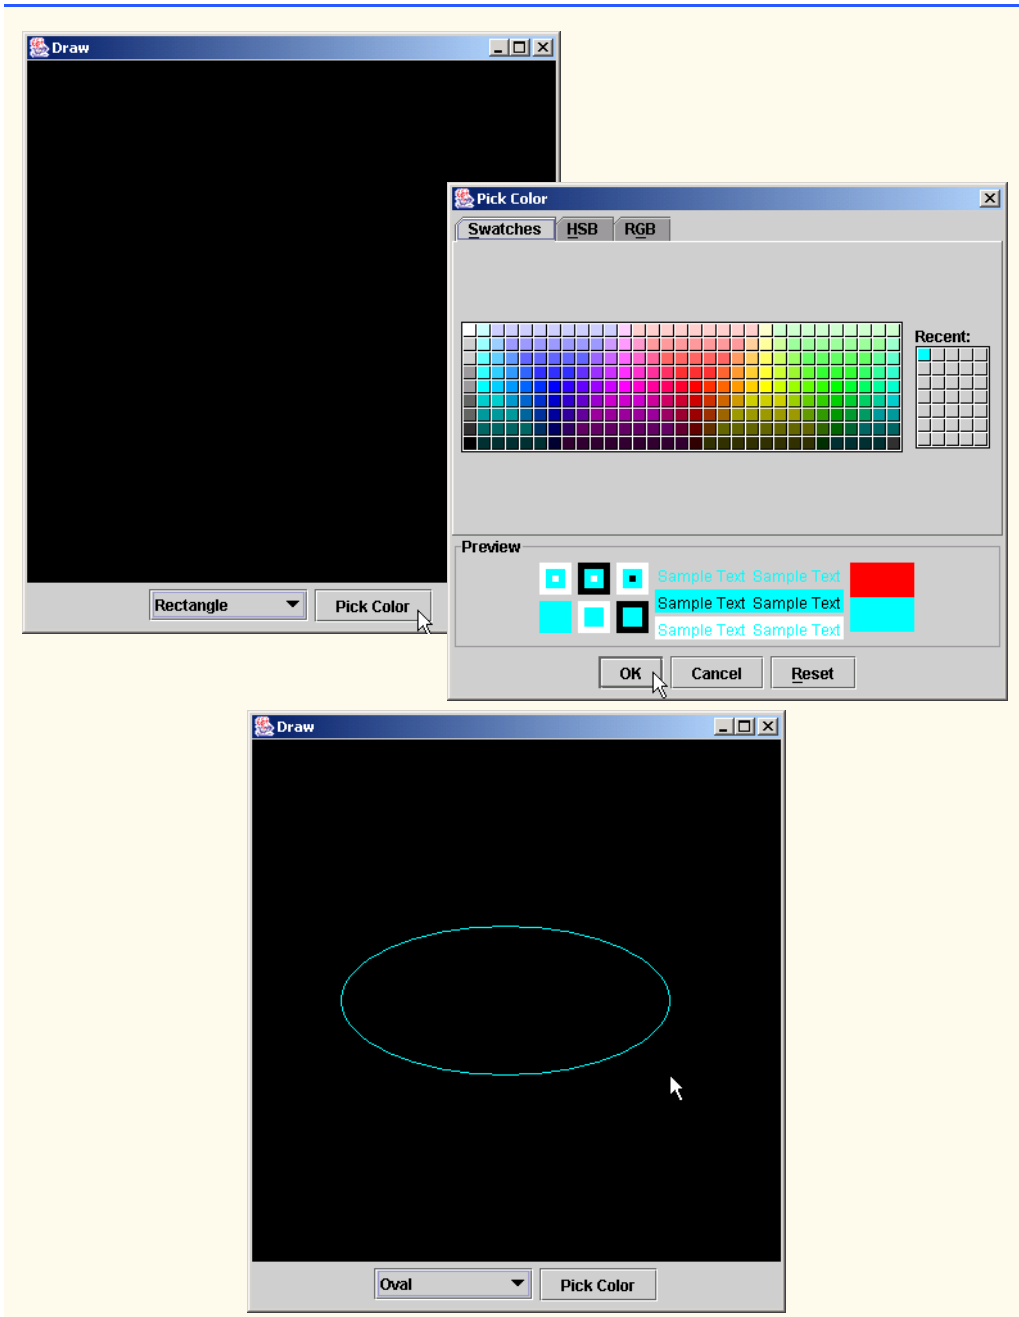 Draw
Rectangle
Pick Color
Pick Color
Swatches
HSB
RGB
Recent:
Preview
Sample Text Sample Text
Sample Text Sample Text
Sample Text Sample Text
OK
Cancel
Reset
Draw
Oval
Pick Color